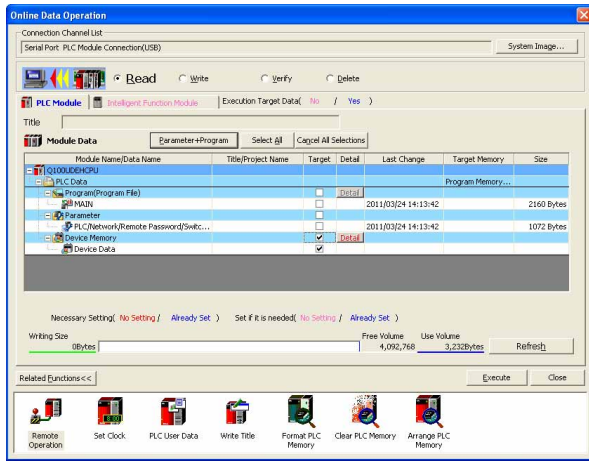 Online Data Operation
Connection Channel List
Serial Port PLC Module Connection(USB)
System Image...
Read Write Verify Delete
PLC Module Intelligent Function Module Execution Target Data( No / Yes )
Title
Module Data Parameter+Program Select All Cancel All Selections
Module Name/Data Name Title/Project Name Target Detail Last Change Target Memory Size
Q100UDEHCPU
PLC Data Program Memory...
Program(Program File) Detail
MAIN 2011/03/24 14:13:42 2160 Bytes
Parameter
PLC/Network/Remote Password/Switc... 2011/03/24 14:13:42 1072 Bytes
Device Memory Detail
Device Data
Necessary Setting( No Setting / Already Set ) Set if it is needed( No Setting / Already Set )
Writing Size Free Volume Use Volume
0Bytes 4,092,768 3,232Bytes Refresh
Related Functions<< Execute Close
Remote Operation
Set Clock
PLC User Data
Write Title
Format PLC Memory
Clear PLC Memory
Arrange PLC Memory